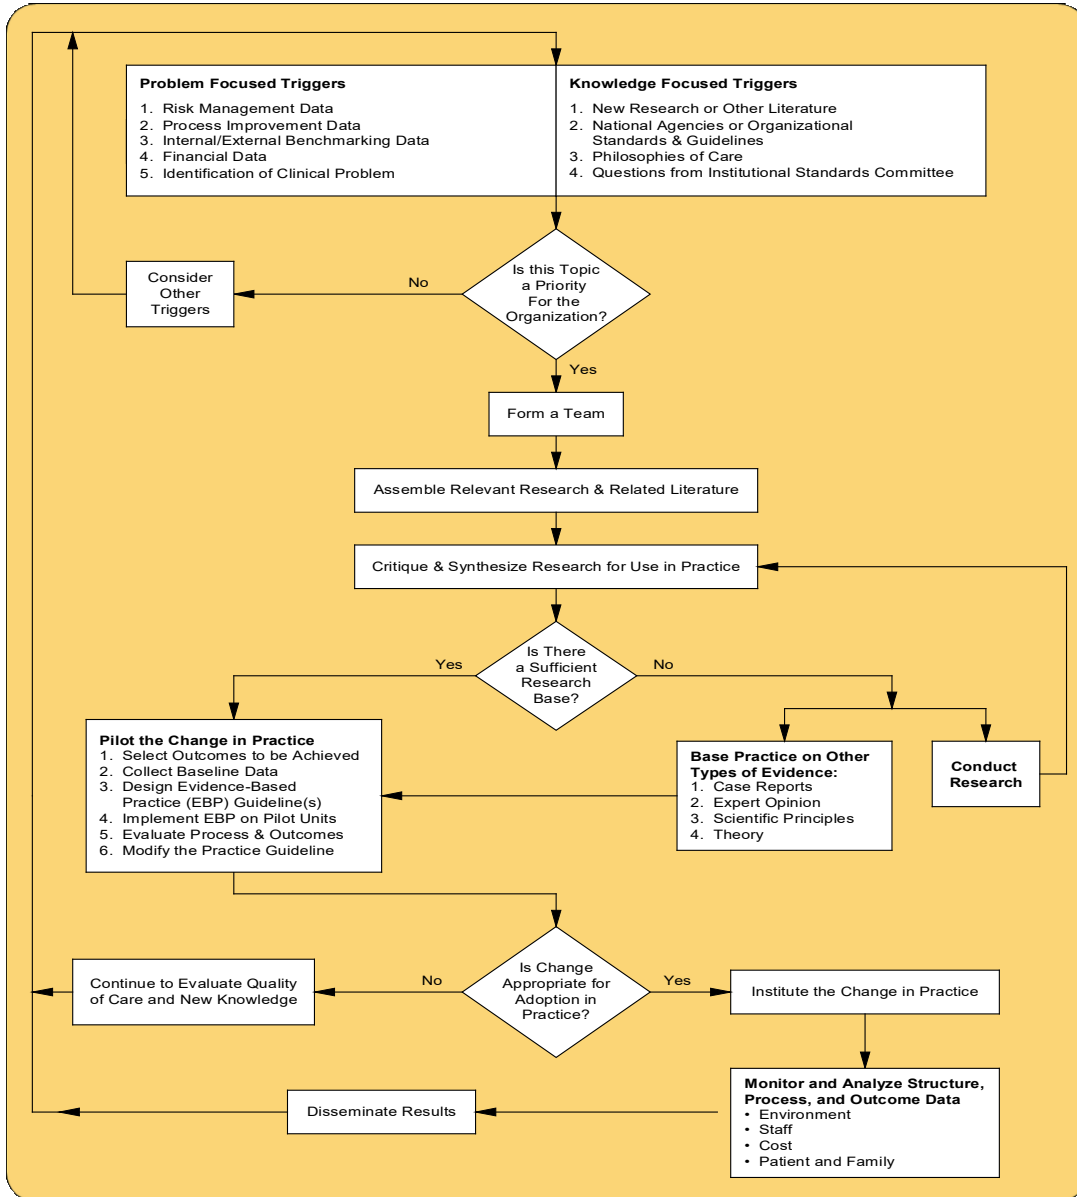 Problem Focused Triggers
1. Risk Management Data
2. Process Improvement Data
3. Internal/External Benchmarking Data
4. Financial Data
5. Identification of Clinical Problem
Knowledge Focused Triggers
1. New Research or Other Literature
2. National Agencies or Organizational
Standards & Guidelines
3. Philosophies of Care
4. Questions from Institutional Standards Committee
Is this Topic
a Priority
For the
Organization?
No
Consider
Other
Triggers
Yes
Form a Team
Assemble Relevant Research & Related Literature
Critique & Synthesize Research for Use in Practice
Is There
a Sufficient
Research
Base?
Yes
No
Pilot the Change in Practice
1. Select Outcomes to be Achieved
2. Collect Baseline Data
3. Design Evidence-Based
Practice (EBP) Guideline(s)
4. Implement EBP on Pilot Units
5. Evaluate Process & Outcomes
6. Modify the Practice Guideline
Base Practice on Other
Types of Evidence:
1. Case Reports
2. Expert Opinion
3. Scientific Principles
4. Theory
Conduct
Research
Is Change
Appropriate for
Adoption in
Practice?
No
Continue to Evaluate Quality
of Care and New Knowledge
Yes
Institute the Change in Practice
Monitor and Analyze Structure,
Process, and Outcome Data
• Environment
• Staff
• Cost
• Patient and Family
Disseminate Results